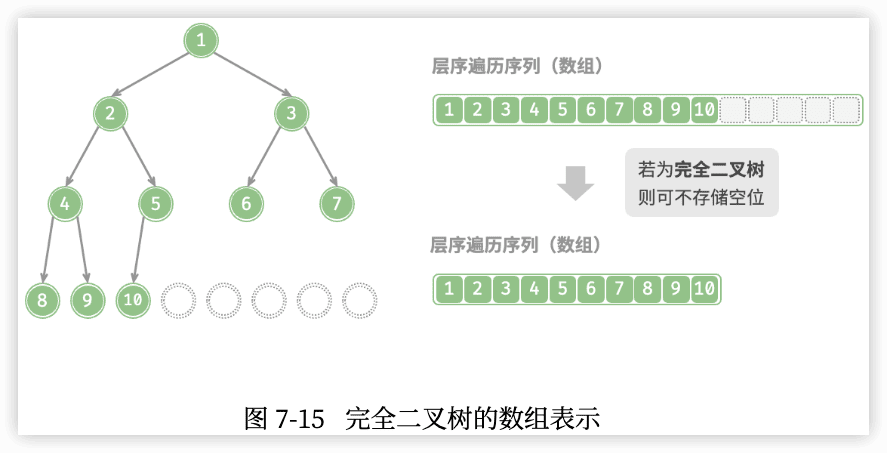 1
2 3
4 5 6 7
8 9 10
层序遍历序列（数组）
1 2 3 4 5 6 7 8 9 10
若为完全二叉树
则可不存储空位
层序遍历序列（数组）
1 2 3 4 5 6 7 8 9 10
图 7-15 完全二叉树的数组表示